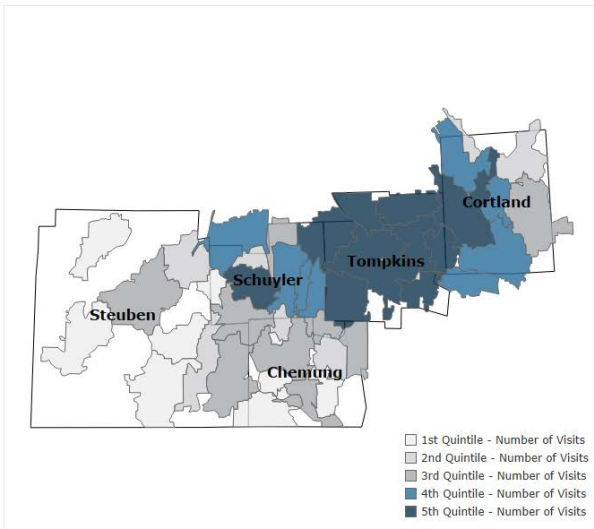 Cortland
Tompkins
Schuyler
Steuben
Chemung
1st Quintile - Number of Visits
2nd Quintile - Number of Visits
3rd Quintile - Number of Visits
4th Quintile - Number of Visits
5th Quintile - Number of Visits